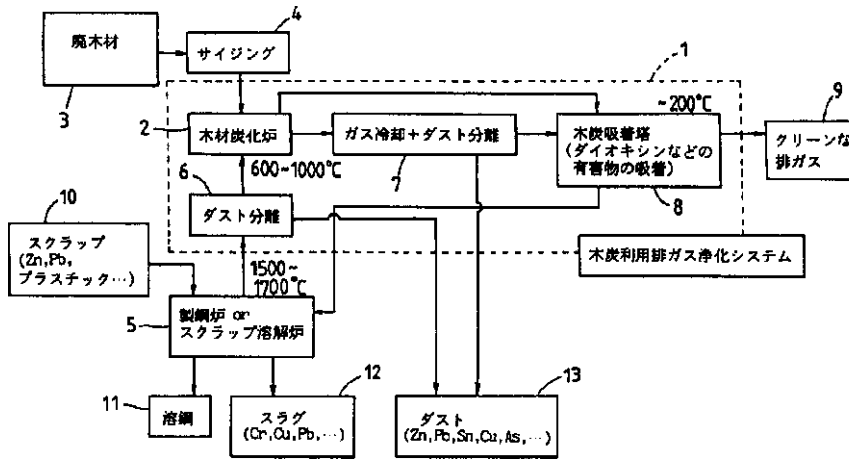 4
廃木材
サイジング
1
3
~200°C
9
2
木材炭化炉
ガス冷却+ダスト分離
木炭吸着塔
(ダイオキシンなどの
有害物の吸着)
クリーンな
排ガス
600~1000°C
7
6
8
10
ダスト分離
スクラップ
(Zn,Pb,
プラスチック…)
木炭利用排ガス浄化システム
1500~
1700°C
5
製鋼炉 or
スクラップ溶解炉
12
13
11
溶鋼
スラグ
(Cr,Cu,Pb,…)
ダスト
(Zn,Pb,Sn,Cu,As,…)